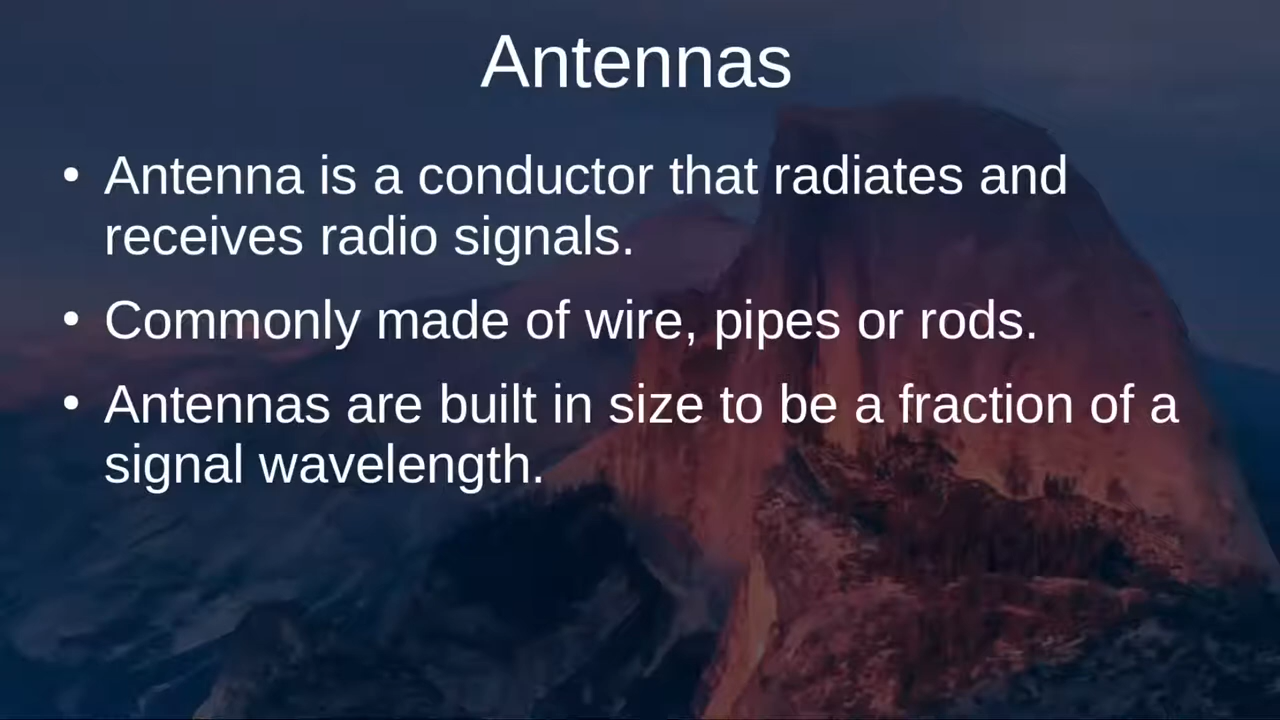 Antennas
• Antenna is a conductor that radiates and
receives radio signals.
• Commonly made of wire, pipes or rods.
• Antennas are built in size to be a fraction of a
signal wavelength.